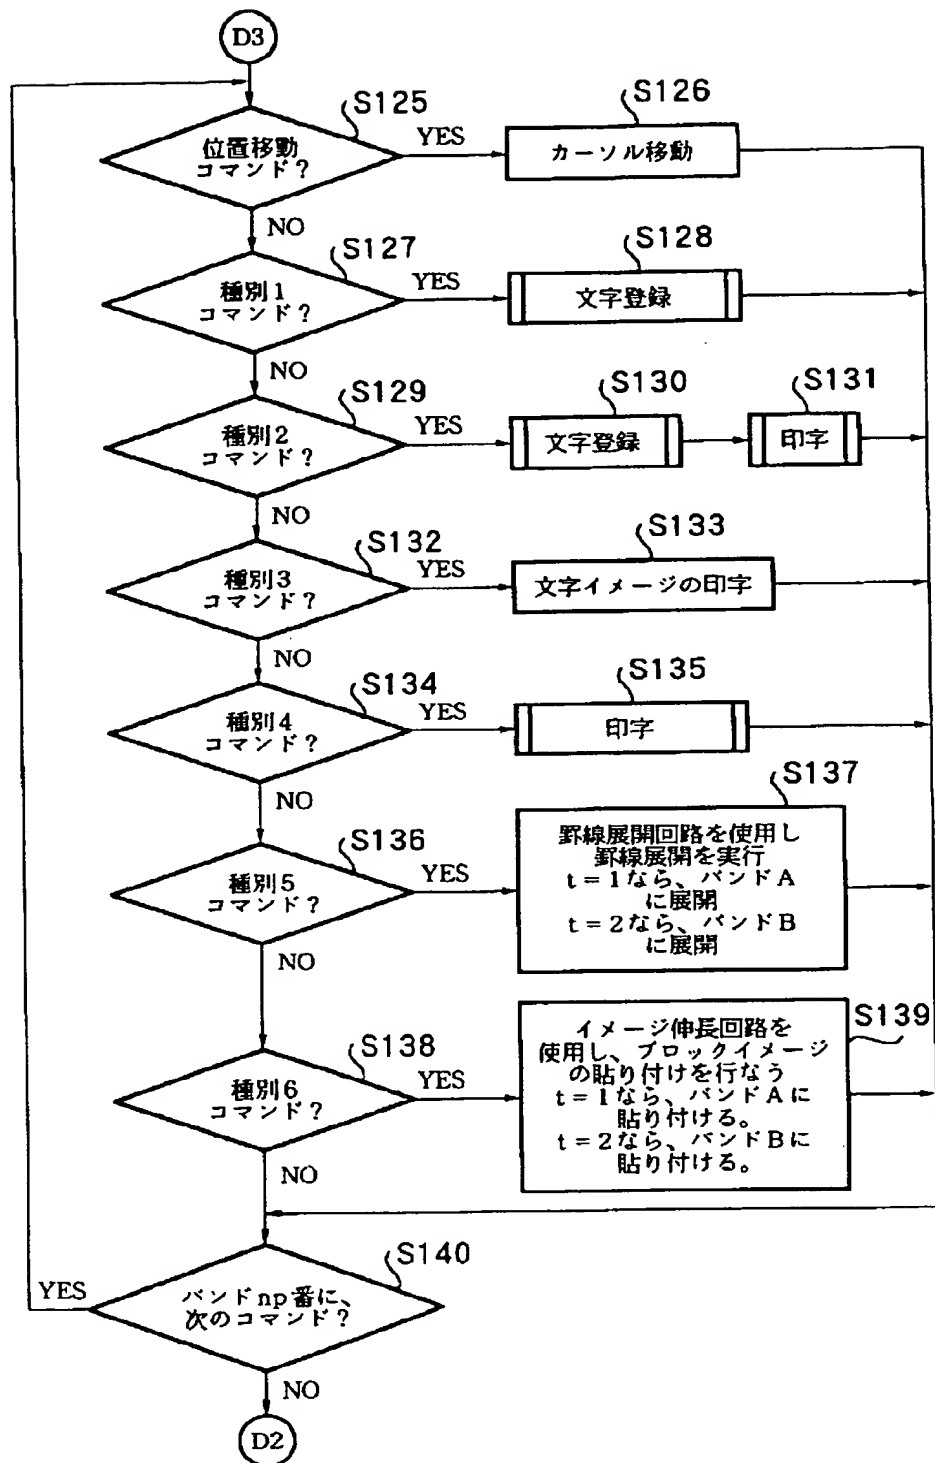 D3
S125
位置移動
コマンド？
YES
S126
カーソル移動
NO
S127
種別1
コマンド？
YES
S128
文字登録
NO
S129
種別2
コマンド？
YES
S130
文字登録
S131
印字
NO
S132
種別3
コマンド？
YES
S133
文字イメージの印字
NO
S134
種別4
コマンド？
YES
S135
印字
NO
S136
種別5
コマンド？
YES
S137
罫線展開回路を使用し
罫線展開を実行
t＝1なら、バンドA
に展開
t＝2なら、バンドB
に展開
NO
S138
種別6
コマンド？
YES
S139
イメージ伸長回路を
使用し、ブロックイメージ
の貼り付けを行なう
t＝1なら、バンドAに
貼り付ける。
t＝2なら、バンドBに
貼り付ける。
NO
S140
バンドnp番に、
次のコマンド？
YES
NO
D2